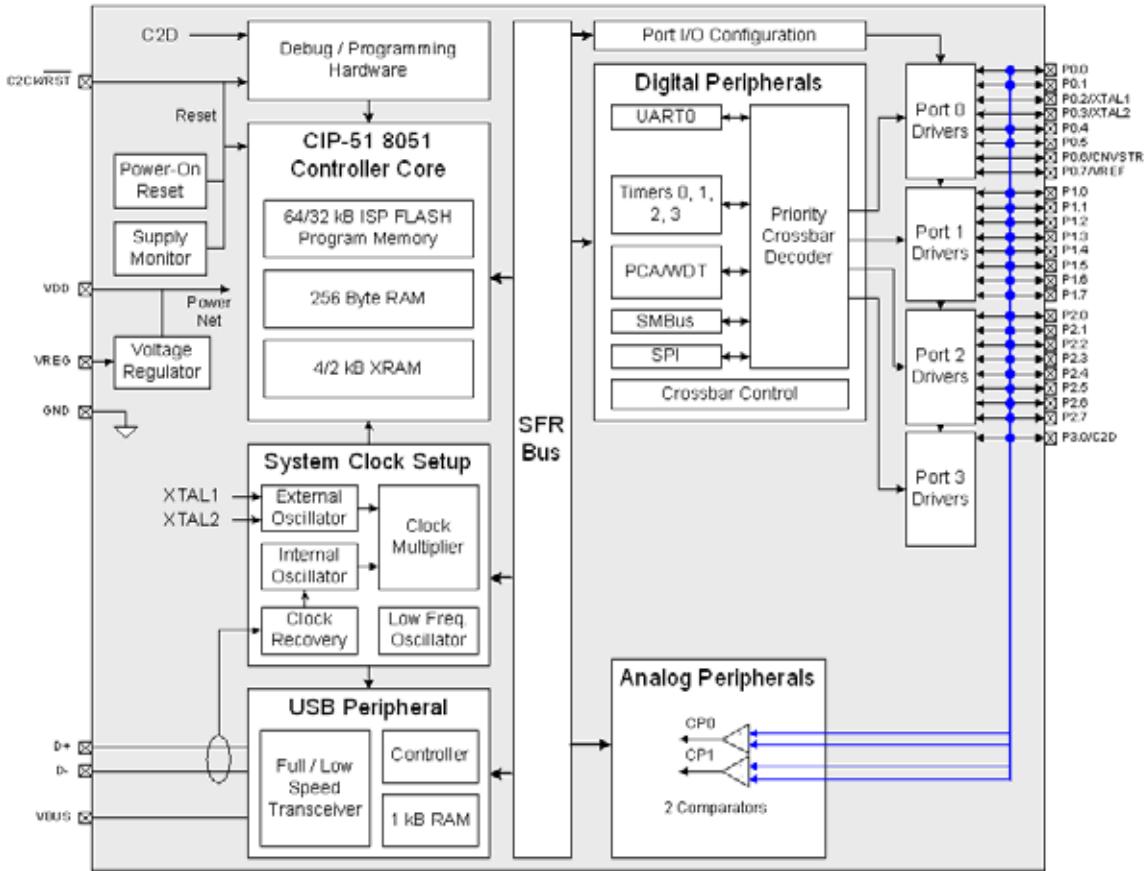 C2D
C2CK/RST
Debug / Programming
Hardware
Reset
Power-On
Reset
Supply
Monitor
VDD
Power
Net
VREG
Voltage
Regulator
GND
CIP-51 8051
Controller Core
64/32 kB ISP FLASH
Program Memory
256 Byte RAM
4/2 kB XRAM
System Clock Setup
XTAL1
XTAL2
External
Oscillator
Internal
Oscillator
Clock
Recovery
Clock
Multiplier
Low Freq.
Oscillator
USB Peripheral
D+
D-
VBUS
Full / Low
Speed
Transceiver
Controller
1 kB RAM
SFR
Bus
Port I/O Configuration
Digital Peripherals
UART0
Timers 0, 1,
2, 3
PCA/WDT
SMBus
SPI
Priority
Crossbar
Decoder
Crossbar Control
Port 0
Drivers
Port 1
Drivers
Port 2
Drivers
Port 3
Drivers
P0.0
P0.1
P0.2/XTAL1
P0.3/XTAL2
P0.4
P0.5
P0.6/CNVSTR
P0.7/VREF
P1.0
P1.1
P1.2
P1.3
P1.4
P1.5
P1.6
P1.7
P2.0
P2.1
P2.2
P2.3
P2.4
P2.5
P2.6
P2.7
P3.0/C2D
Analog Peripherals
CP0
CP1
2 Comparators